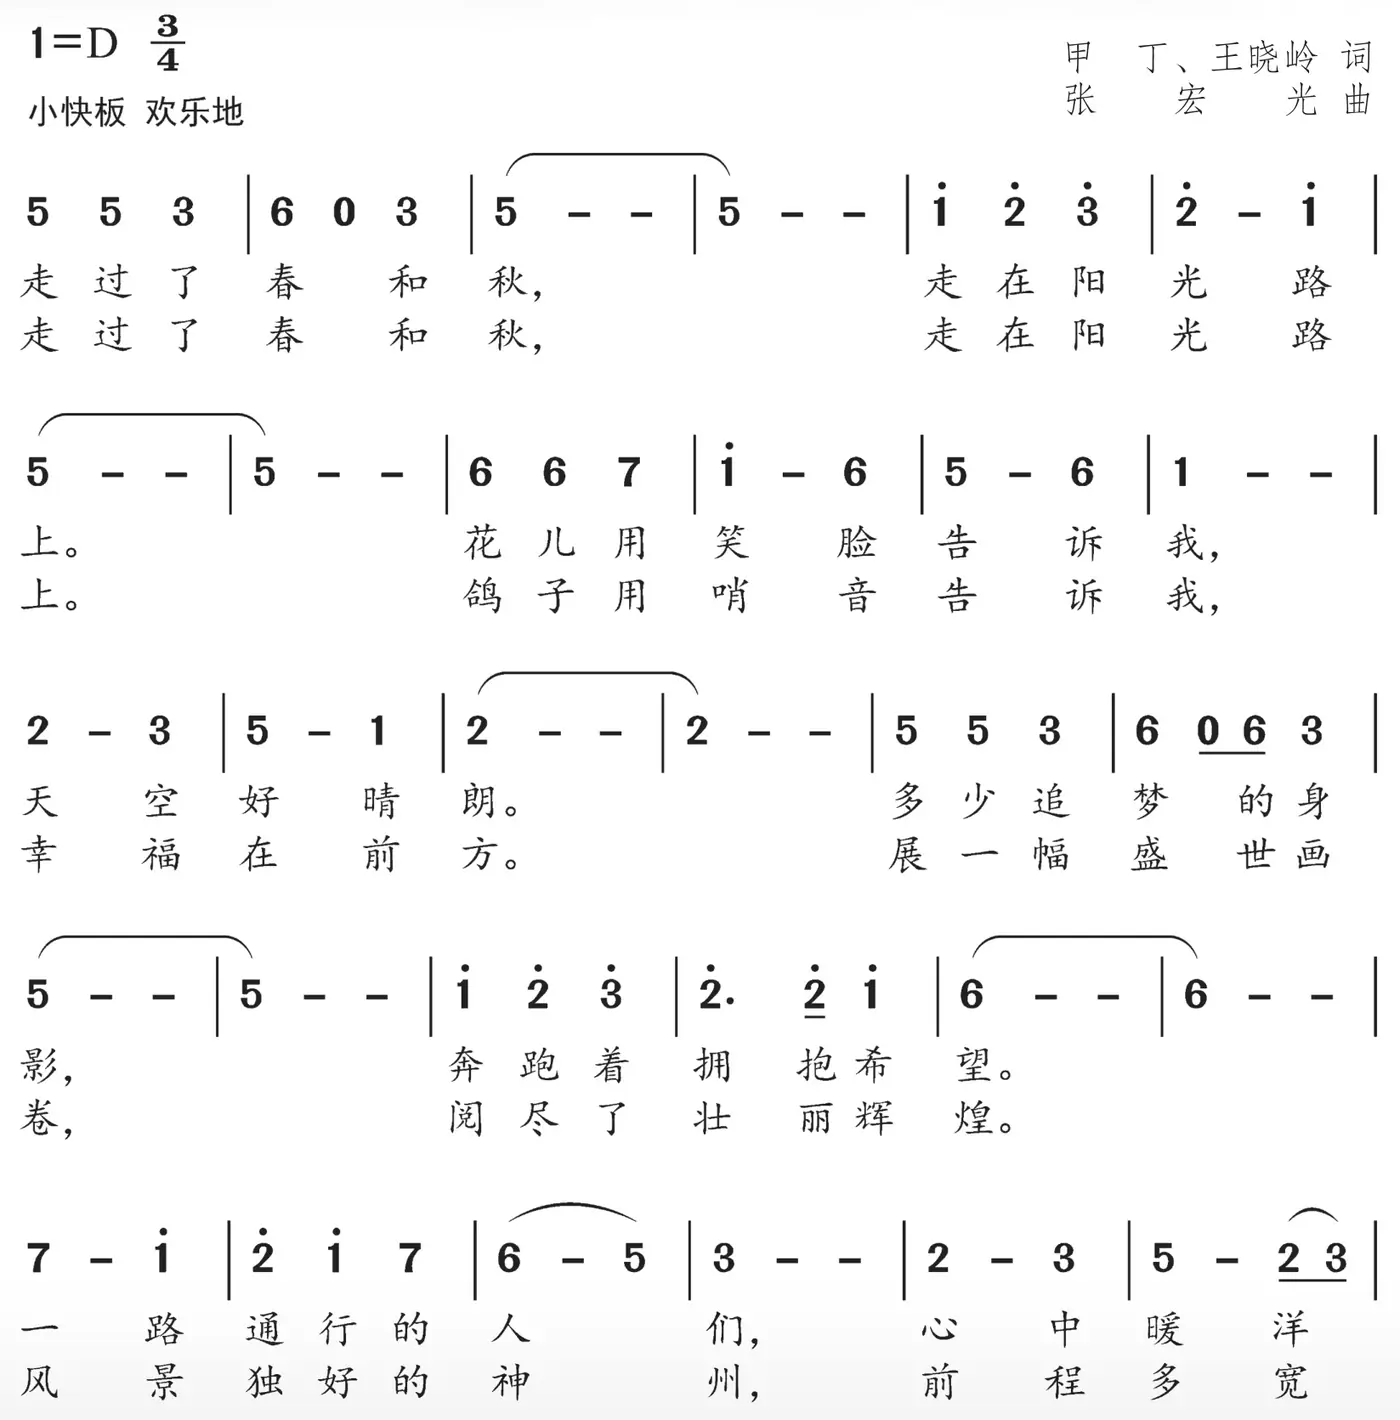 1=D 3/4
甲 丁、王晓岭 词
小快板 欢乐地
张 宏 光 曲
5 5 3 | 6 0 3 | 5 - - | 5 - - | 1̇ 2̇ 3̇ | 2̇ - 1̇ |
走 过 了 春 和 秋, 走 在 阳 光 路
走 过 了 春 和 秋, 走 在 阳 光 路
5 - - | 5 - - | 6 6 7 | 1̇ - 6 | 5 - 6 | 1 - - |
上。 花 儿 用 笑 脸 告 诉 我,
上。 鸽 子 用 哨 音 告 诉 我,
2 - 3 | 5 - 1 | 2 - - | 2 - - | 5 5 3 | 6 0 6 3 |
天 空 好 晴 朗。 多 少 追 梦 的 身
幸 福 在 前 方。 展 一 幅 盛 世 画
5 - - | 5 - - | 1̇ 2̇ 3̇ | 2̇. 2̇ 1̇ | 6 - - | 6 - - |
影, 奔 跑 着 拥 抱 希 望。
卷, 阅 尽 了 壮 丽 辉 煌。
7 - 1̇ | 2̇ 1̇ 7 | 6 - 5 | 3 - - | 2 - 3 | 5 - 2 3 |
一 路 通 行 的 人 们, 心 中 暖 洋
风 景 独 好 的 神 州, 前 程 多 宽